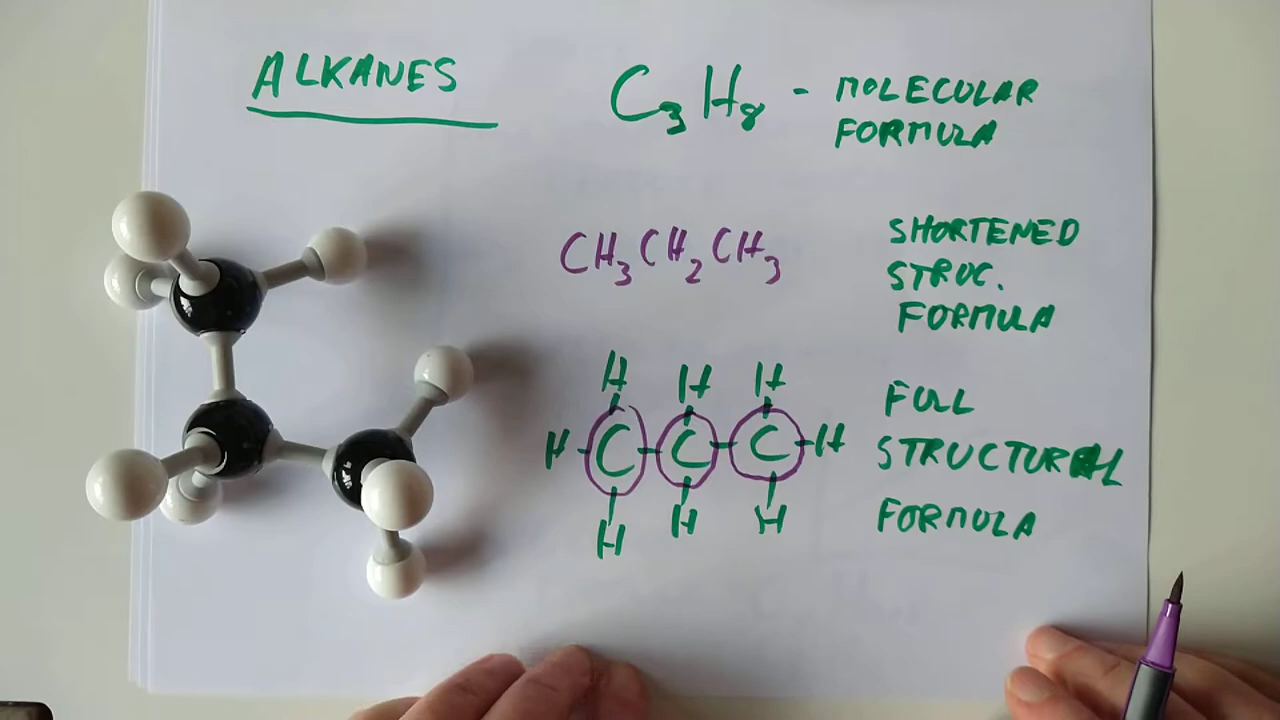 ALKANES
C₃H₈ - MOLECULAR
FORMULA
CH₃CH₂CH₃
SHORTENED
STRUC.
FORMULA
H H H
H-C-C-C-H
H H H
FULL
STRUCTURAL
FORMULA